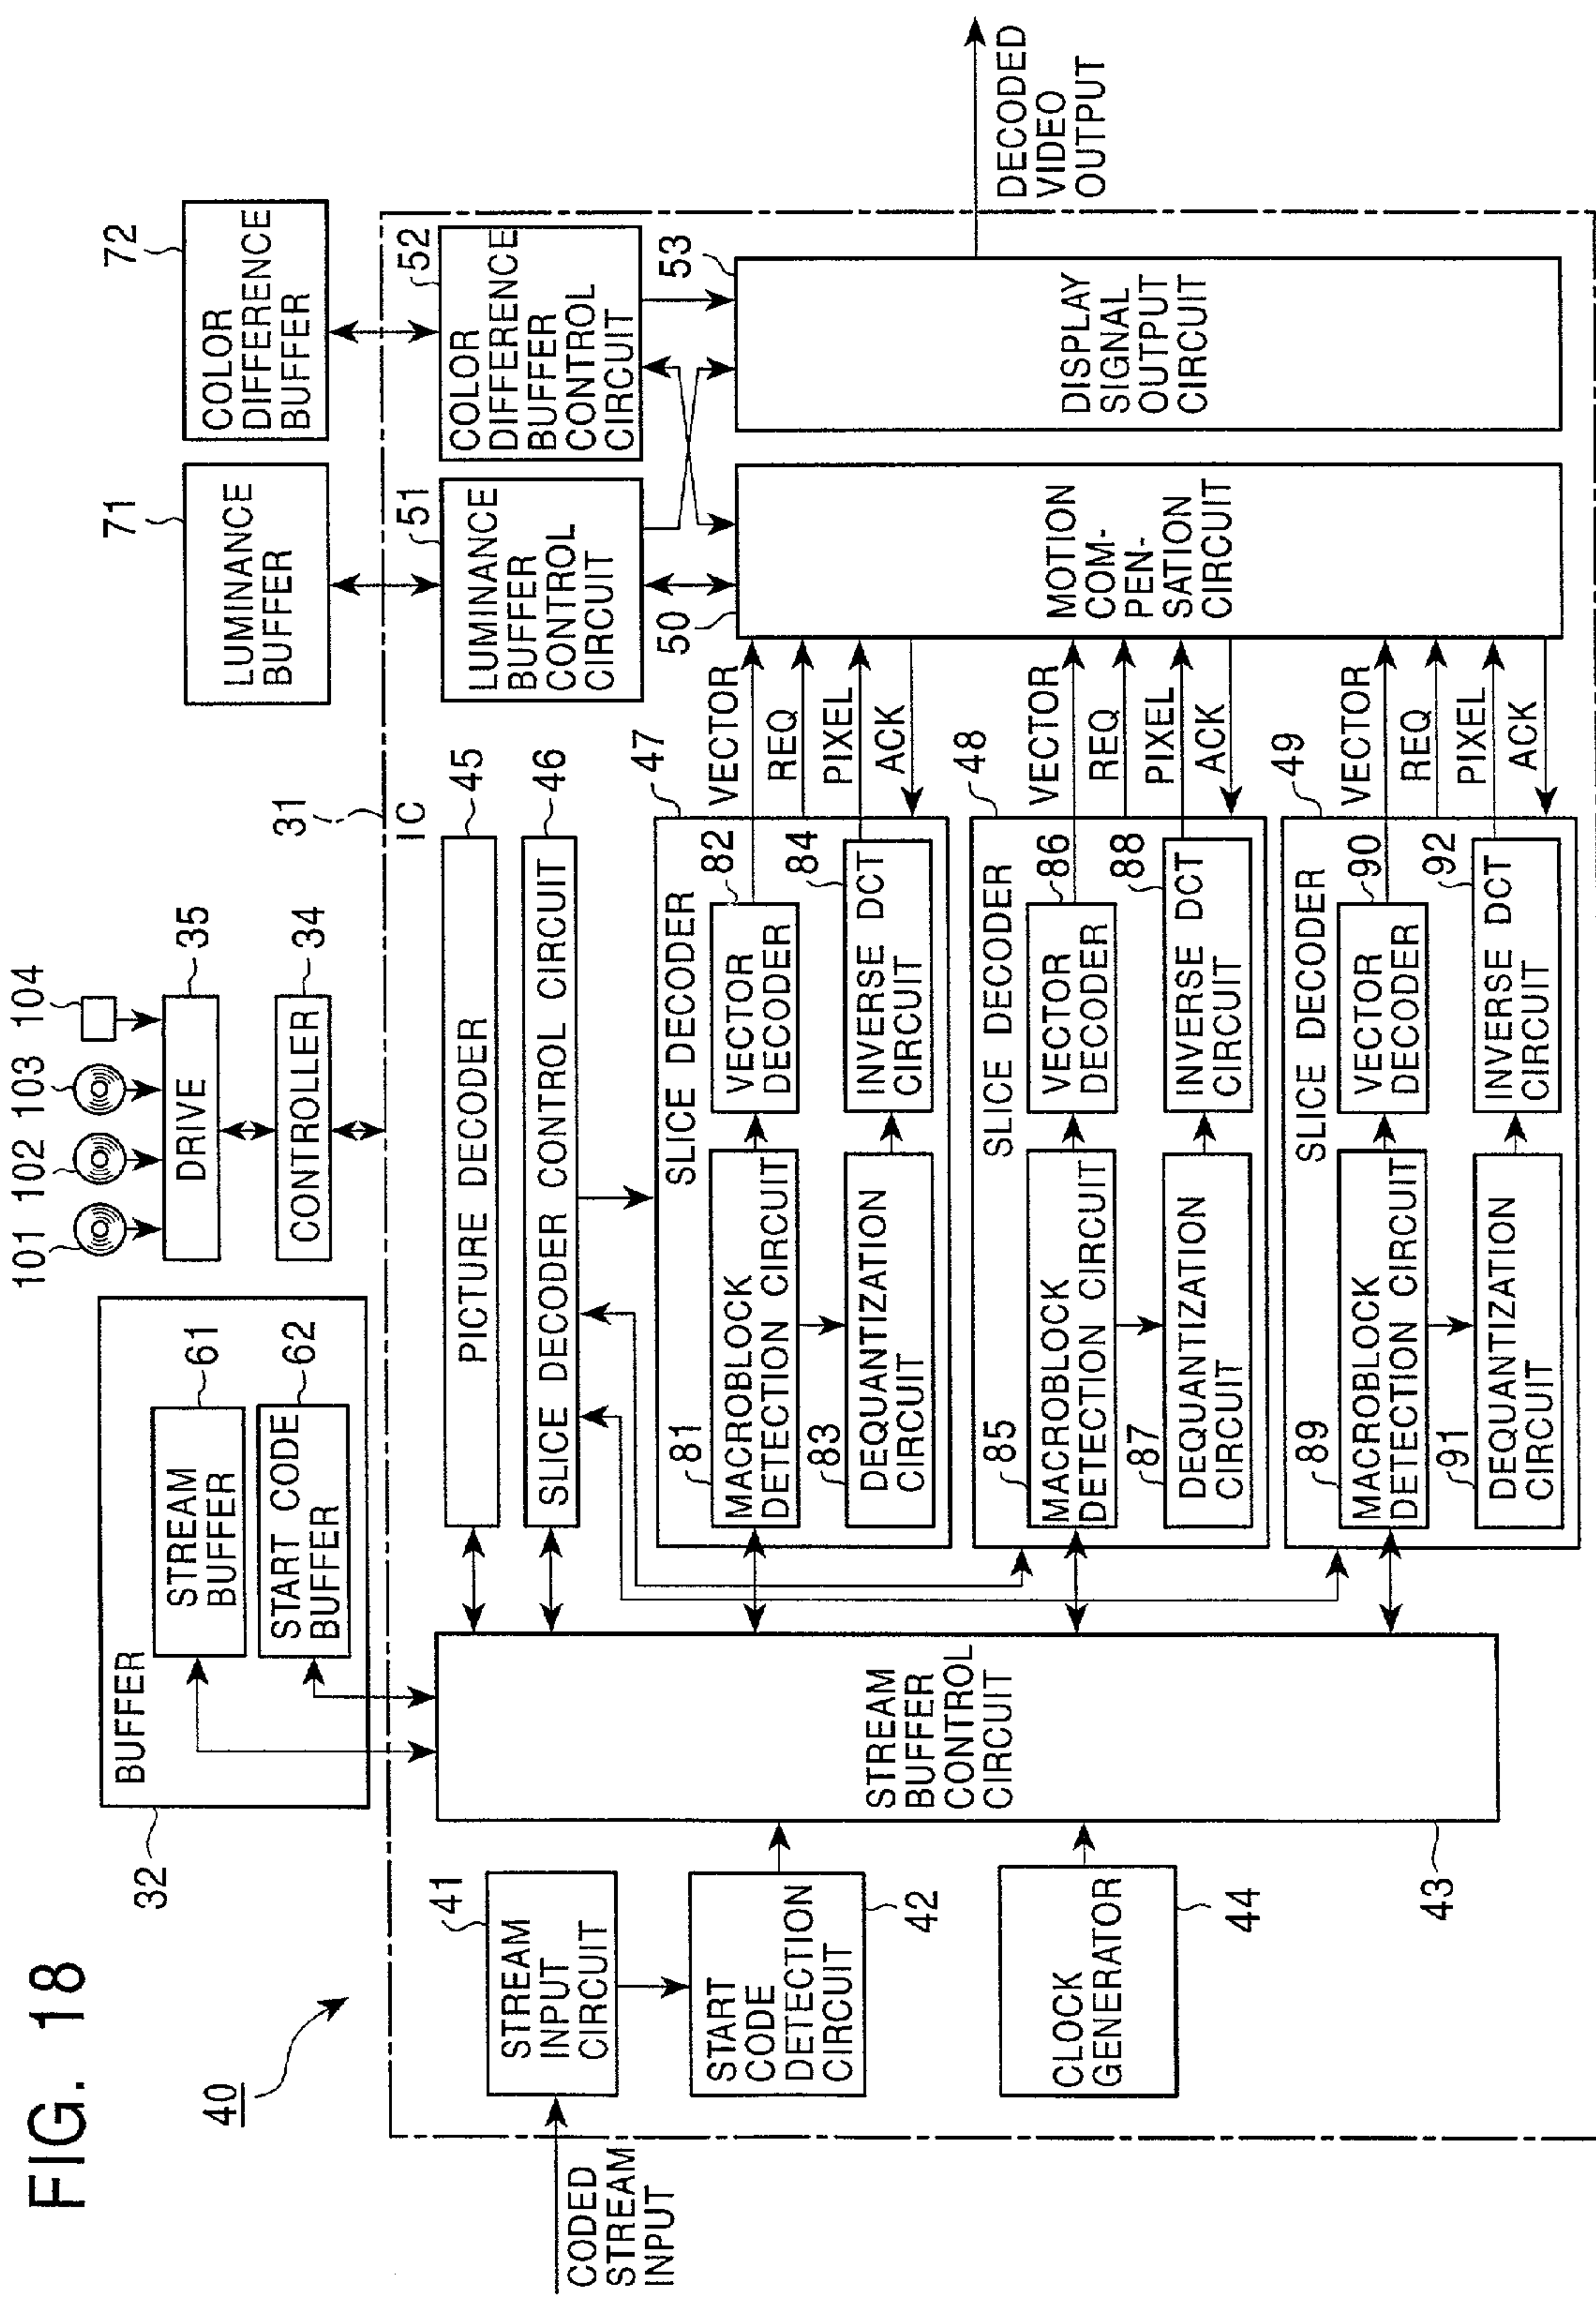 FIG. 18
40
101
102
103
104
DRIVE
35
CONTROLLER
34
31
IC
BUFFER
32
STREAM
BUFFER
61
START CODE
BUFFER
62
LUMINANCE
BUFFER
71
COLOR
DIFFERENCE
BUFFER
72
CODED
STREAM
INPUT
STREAM
INPUT
CIRCUIT
41
START
CODE
DETECTION
CIRCUIT
42
CLOCK
GENERATOR
44
STREAM
BUFFER
CONTROL
CIRCUIT
43
PICTURE DECODER
45
SLICE DECODER CONTROL CIRCUIT
46
SLICE DECODER
47
81
MACROBLOCK
DETECTION CIRCUIT
VECTOR
DECODER
82
83
DEQUANTIZATION
CIRCUIT
INVERSE DCT
CIRCUIT
84
VECTOR
REQ
PIXEL
ACK
SLICE DECODER
48
85
MACROBLOCK
DETECTION CIRCUIT
VECTOR
DECODER
86
87
DEQUANTIZATION
CIRCUIT
INVERSE DCT
CIRCUIT
88
VECTOR
REQ
PIXEL
ACK
SLICE DECODER
49
89
MACROBLOCK
DETECTION CIRCUIT
VECTOR
DECODER
90
91
DEQUANTIZATION
CIRCUIT
INVERSE DCT
CIRCUIT
92
VECTOR
REQ
PIXEL
ACK
LUMINANCE
BUFFER
CONTROL
CIRCUIT
51
COLOR
DIFFERENCE
BUFFER
CONTROL
CIRCUIT
52
50
MOTION
COM-
PEN-
SATION
CIRCUIT
53
DISPLAY
SIGNAL
OUTPUT
CIRCUIT
DECODED
VIDEO
OUTPUT